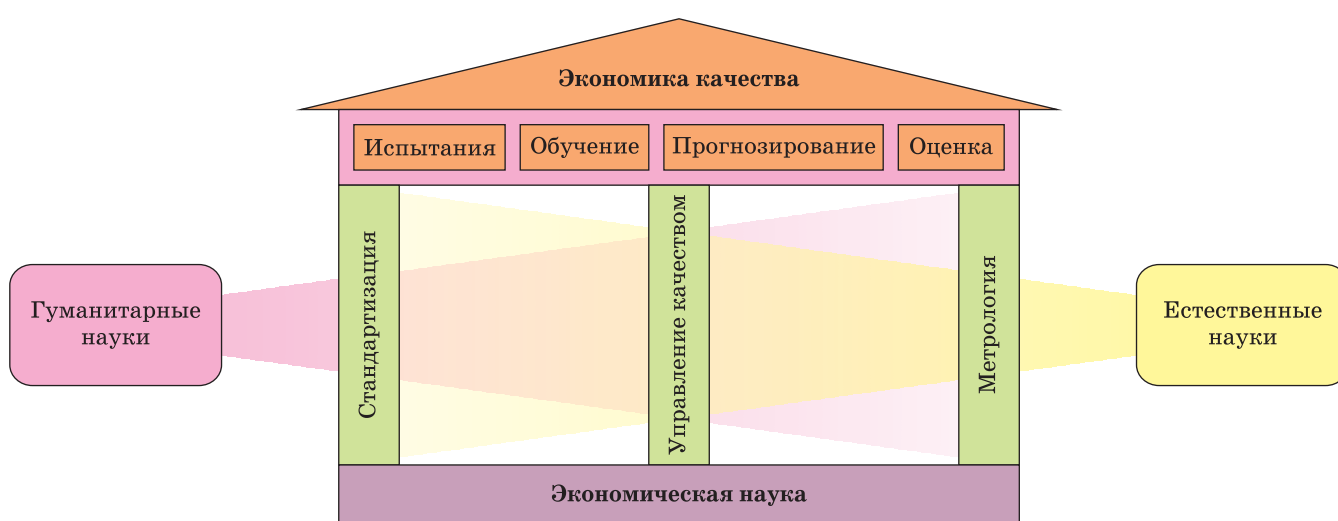 Экономика качества
Испытания
Обучение
Прогнозирование
Оценка
Гуманитарные
науки
Стандартизация
Управление качеством
Метрология
Естественные
науки
Экономическая наука